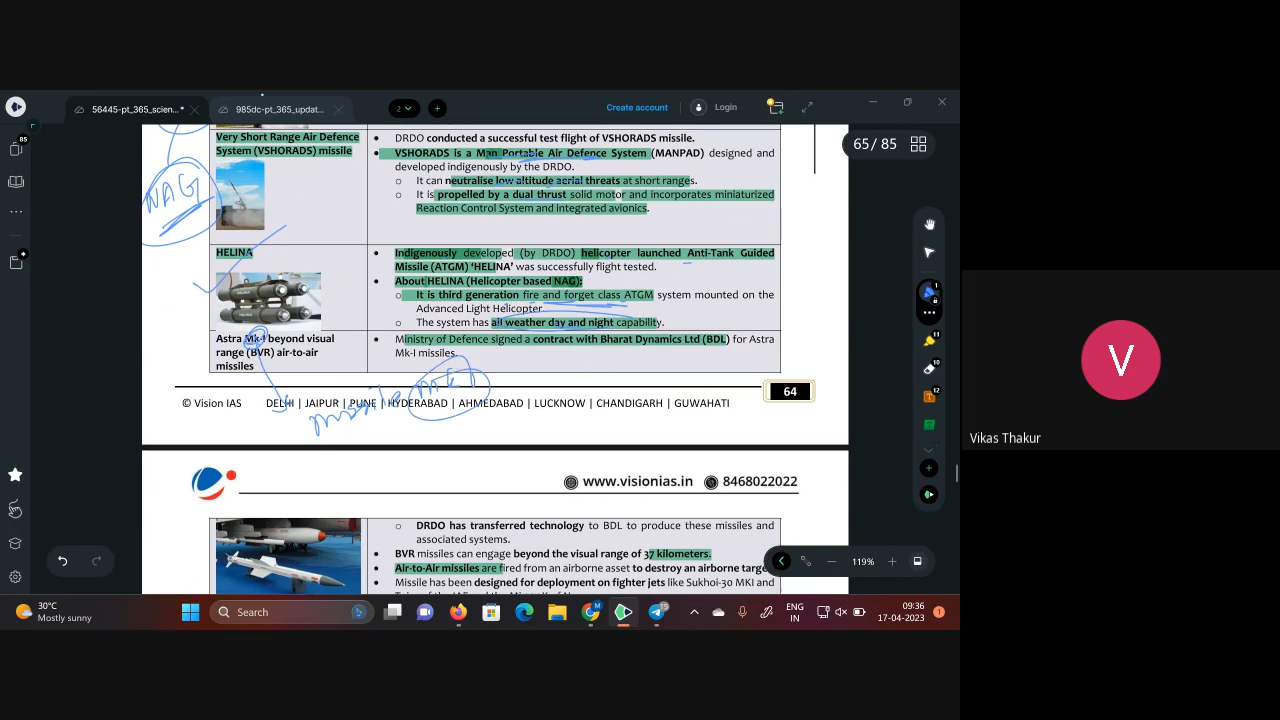 56445-pt_365_scien... *
985dc-pt_365_updat...
2
Create account
Login
85
65 / 85
Very Short Range Air Defence
System (VSHORADS) missile
• DRDO conducted a successful test flight of VSHORADS missile.
• VSHORADS is a Man Portable Air Defence System (MANPAD) designed and
developed indigenously by the DRDO.
o It can neutralise low altitude aerial threats at short ranges.
o It is propelled by a dual thrust solid motor and incorporates miniaturized
Reaction Control System and integrated avionics.
NAG
HELINA
• Indigenously developed (by DRDO) helicopter launched Anti-Tank Guided
Missile (ATGM) ‘HELINA’ was successfully flight tested.
• About HELINA (Helicopter based NAG):
o It is third generation fire and forget class ATGM system mounted on the
Advanced Light Helicopter.
o The system has all weather day and night capability.
Astra Mk-I beyond visual
range (BVR) air-to-air
missiles
• Ministry of Defence signed a contract with Bharat Dynamics Ltd (BDL) for Astra
Mk-I missiles.
missile
64
© Vision IAS DELHI | JAIPUR | PUNE | HYDERABAD | AHMEDABAD | LUCKNOW | CHANDIGARH | GUWAHATI
www.visionias.in 8468022022
o DRDO has transferred technology to BDL to produce these missiles and
associated systems.
• BVR missiles can engage beyond the visual range of 37 kilometers.
• Air-to-Air missiles are fired from an airborne asset to destroy an airborne targe
• Missile has been designed for deployment on fighter jets like Sukhoi-30 MKI and
1
11
10
12
119%
V
Vikas Thakur
30°C
Mostly sunny
Search
ENG
IN
09:36
17-04-2023
1